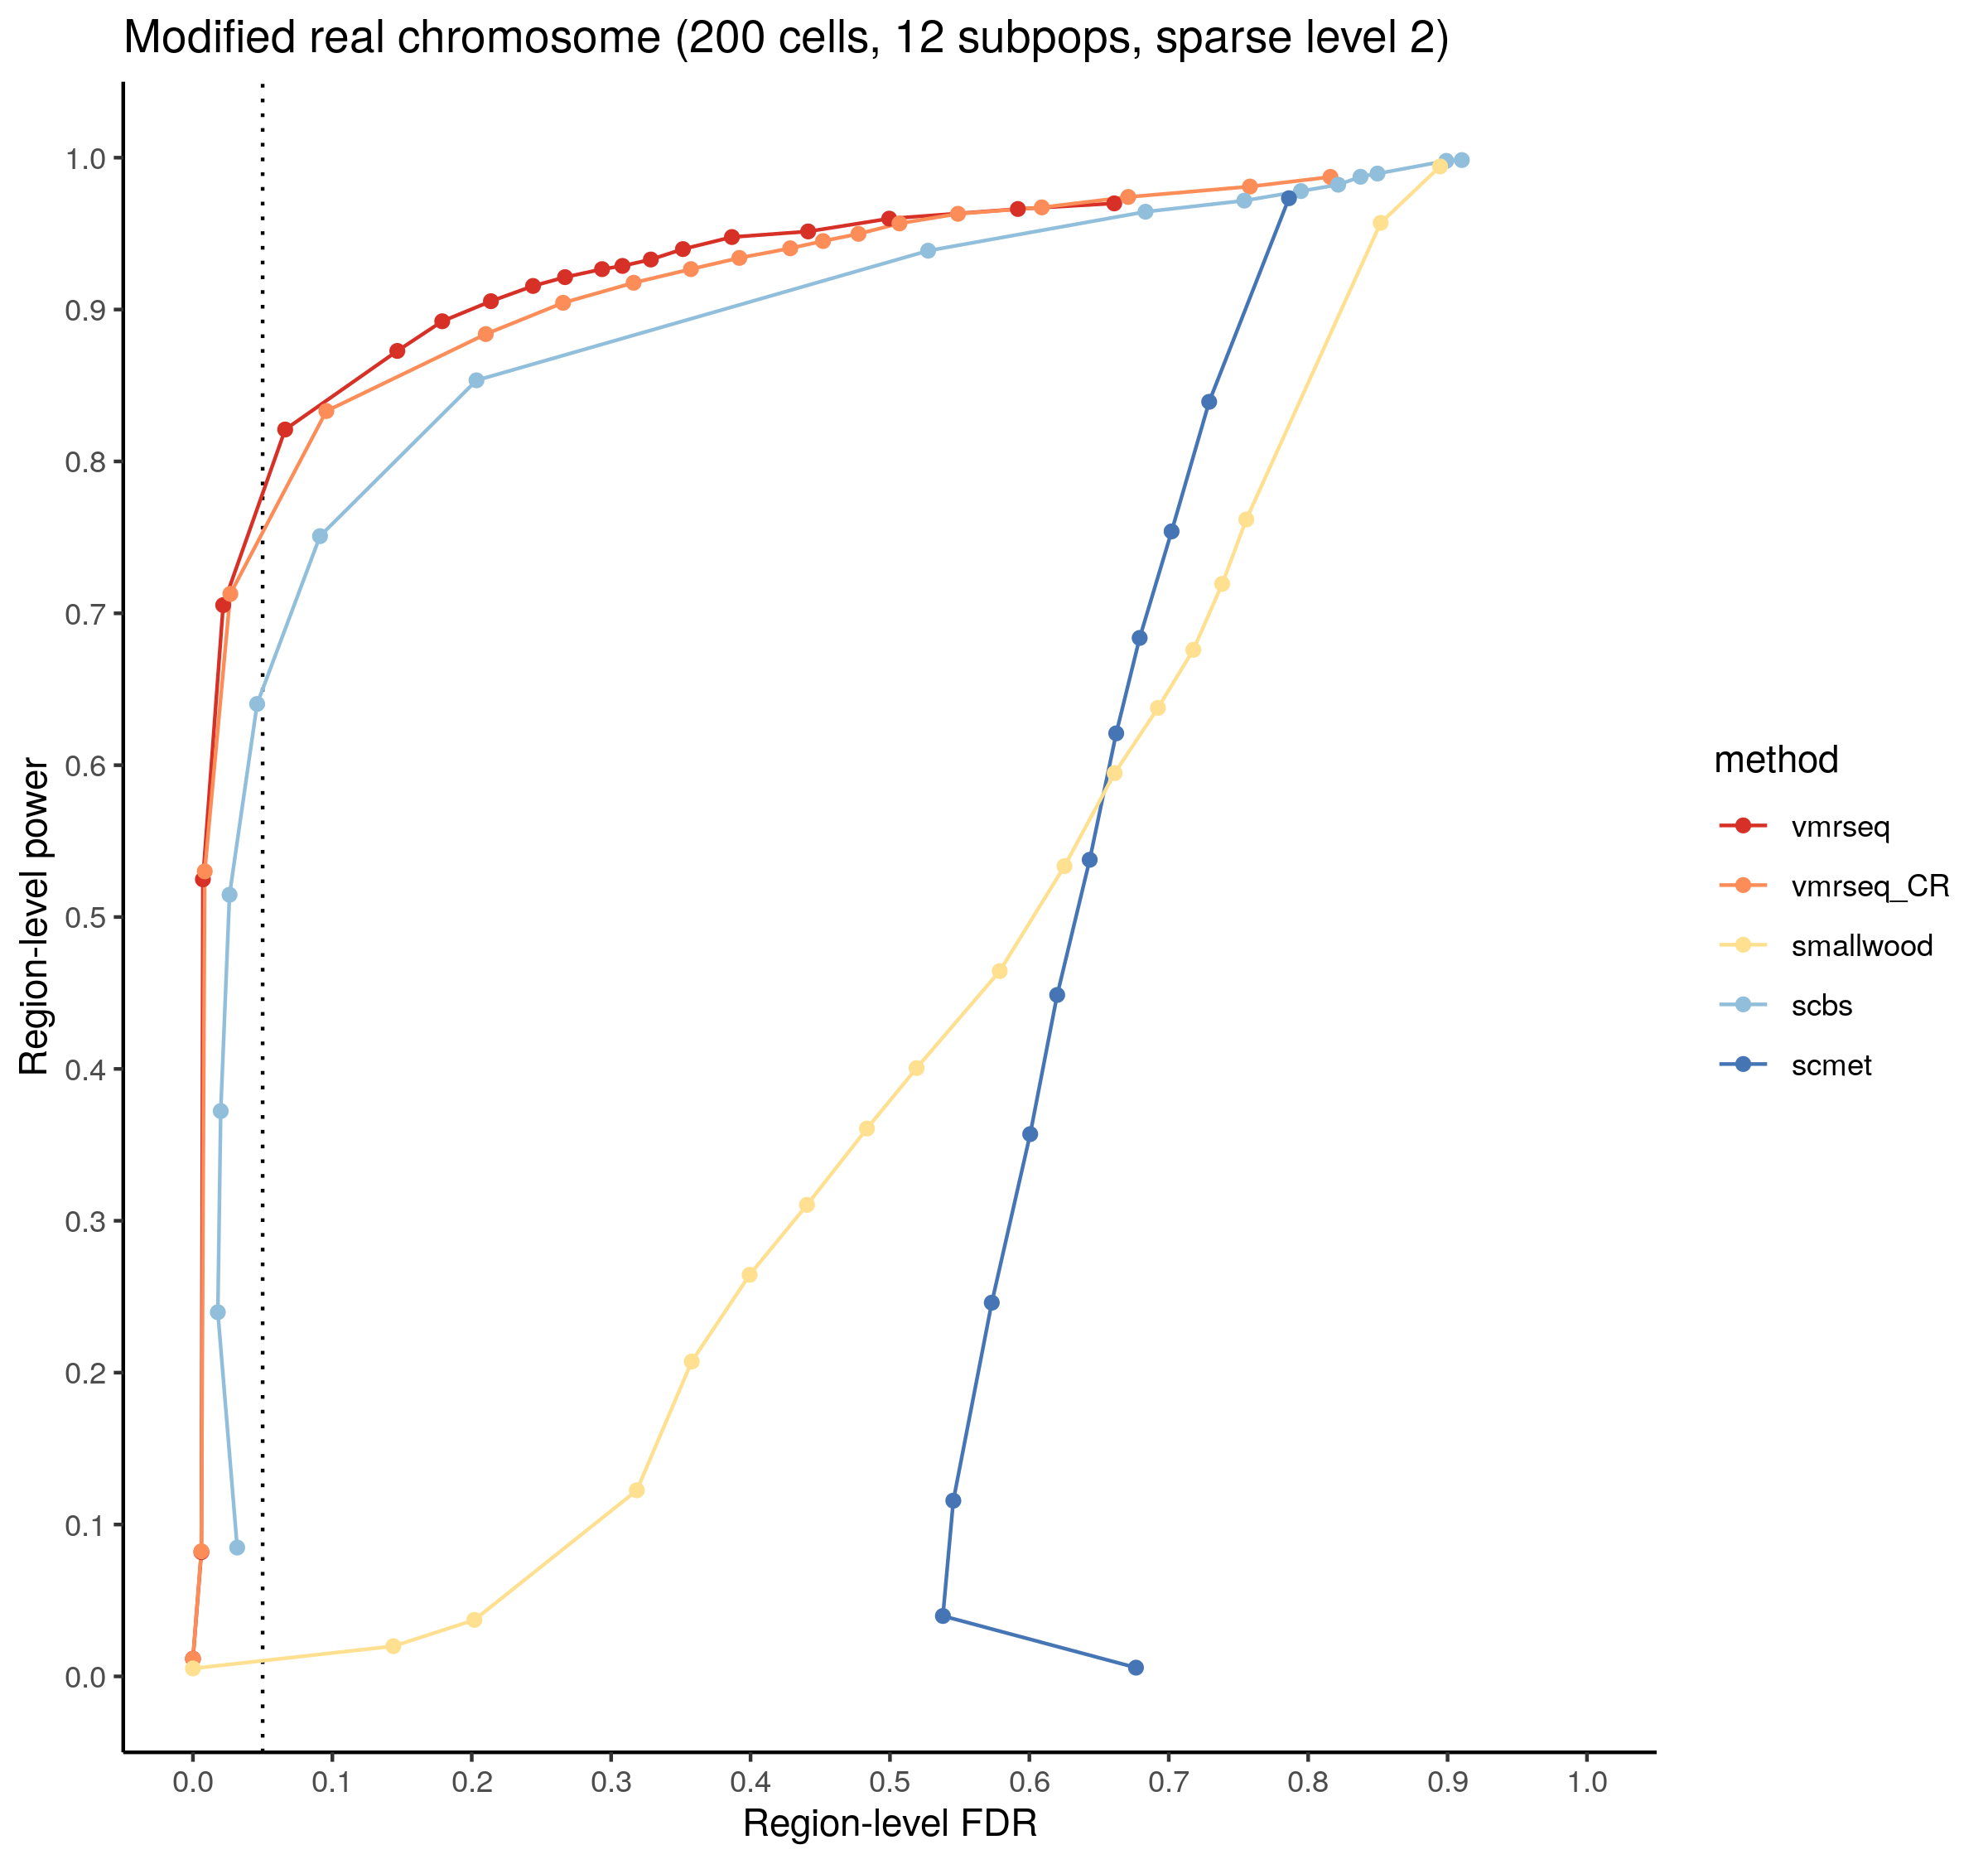 Modified real chromosome (200 cells, 12 subpops, sparse level 2)
Region-level power
1.0
0.9
0.8
0.7
0.6
0.5
0.4
0.3
0.2
0.1
0.0
0.0 0.1 0.2 0.3 0.4 0.5 0.6 0.7 0.8 0.9 1.0
Region-level FDR
method
vmrseq
vmrseq_CR
smallwood
scbs
scmet